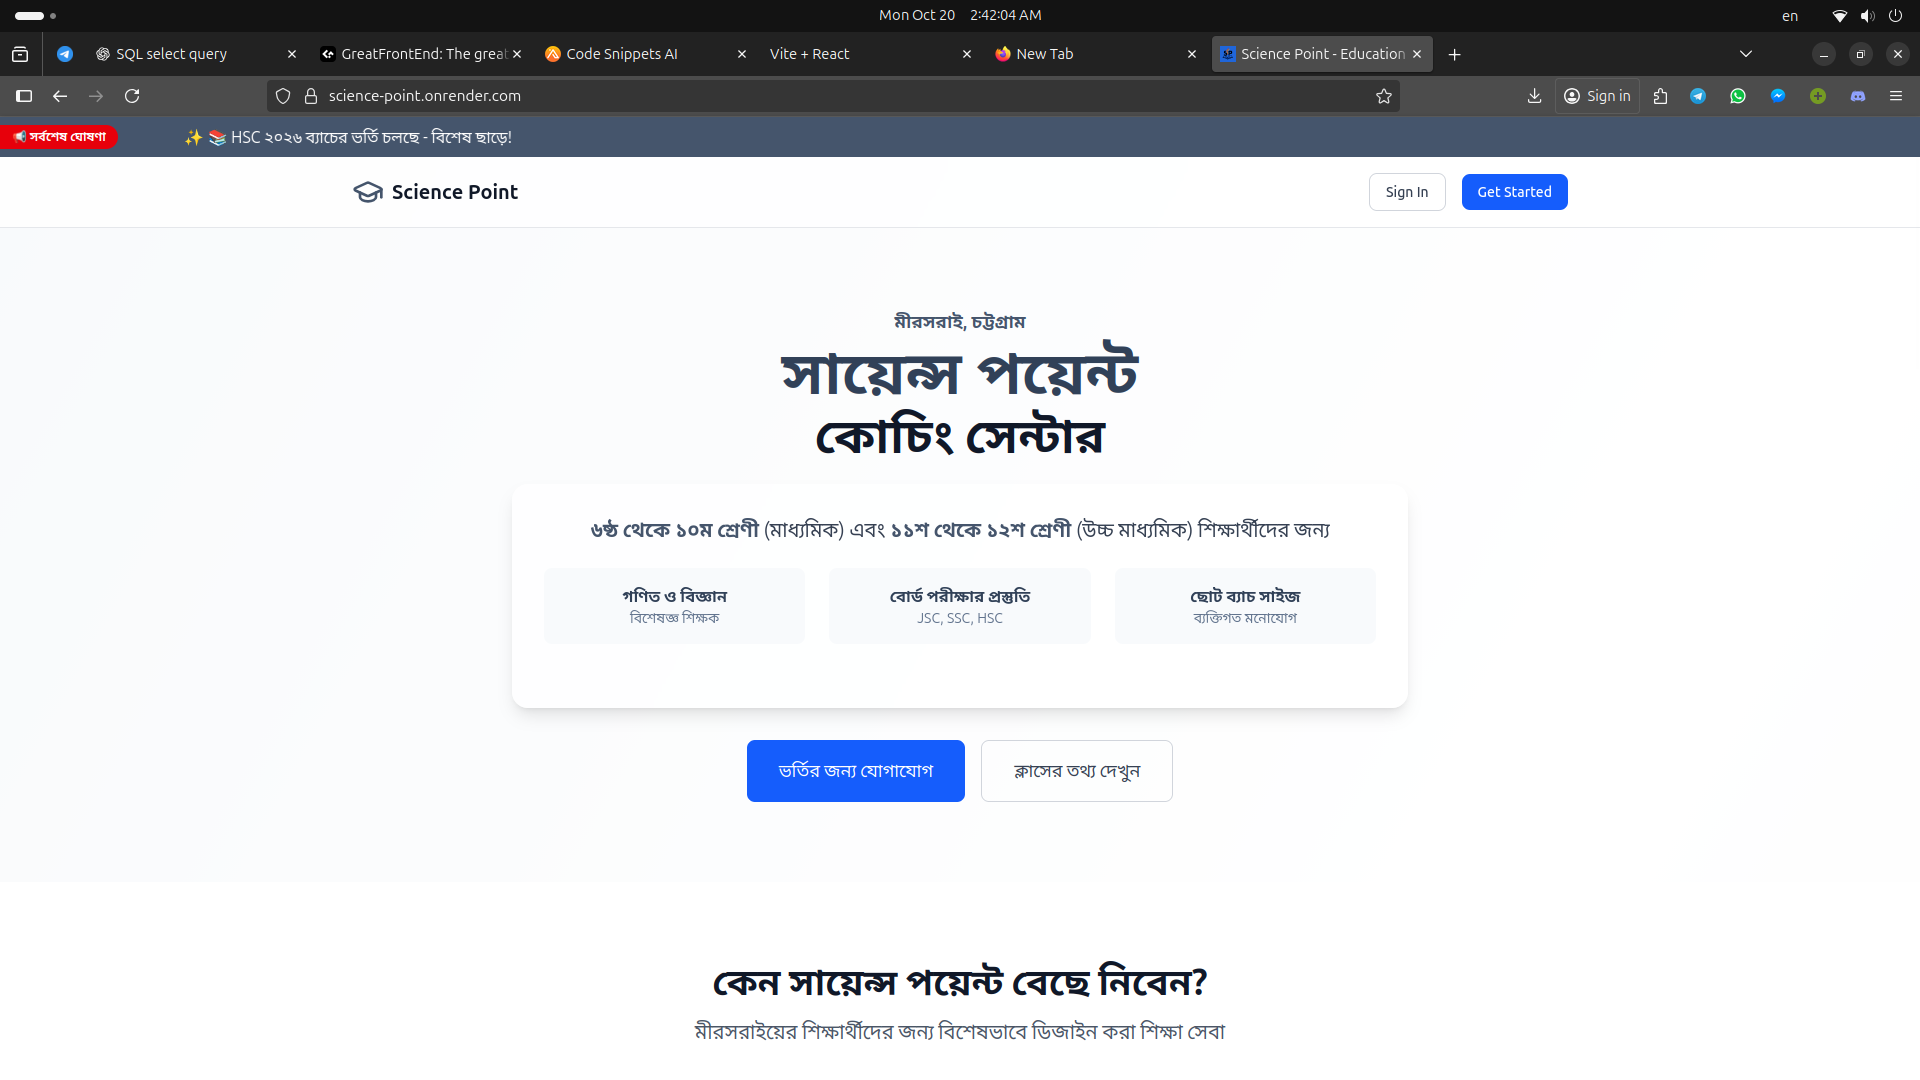 Mon Oct 20 2:42:04 AM
en
SQL select query
GreatFrontEnd: The great
Code Snippets AI
Vite + React
New Tab
Science Point - Education
science-point.onrender.com
Sign in
📢 সর্বশেষ ঘোষণা
✨ 📚 HSC ২০২৬ ব্যাচের ভর্তি চলছে - বিশেষ ছাড়ে!
Science Point
Sign In
Get Started
মীরসরাই, চট্টগ্রাম
সায়েন্স পয়েন্ট
কোচিং সেন্টার
৬ষ্ঠ থেকে ১০ম শ্রেণী (মাধ্যমিক) এবং ১১শ থেকে ১২শ শ্রেণী (উচ্চ মাধ্যমিক) শিক্ষার্থীদের জন্য
গণিত ও বিজ্ঞান
বিশেষজ্ঞ শিক্ষক
বোর্ড পরীক্ষার প্রস্তুতি
JSC, SSC, HSC
ছোট ব্যাচ সাইজ
ব্যক্তিগত মনোযোগ
ভর্তির জন্য যোগাযোগ
ক্লাসের তথ্য দেখুন
কেন সায়েন্স পয়েন্ট বেছে নিবেন?
মীরসরাইয়ের শিক্ষার্থীদের জন্য বিশেষভাবে ডিজাইন করা শিক্ষা সেবা